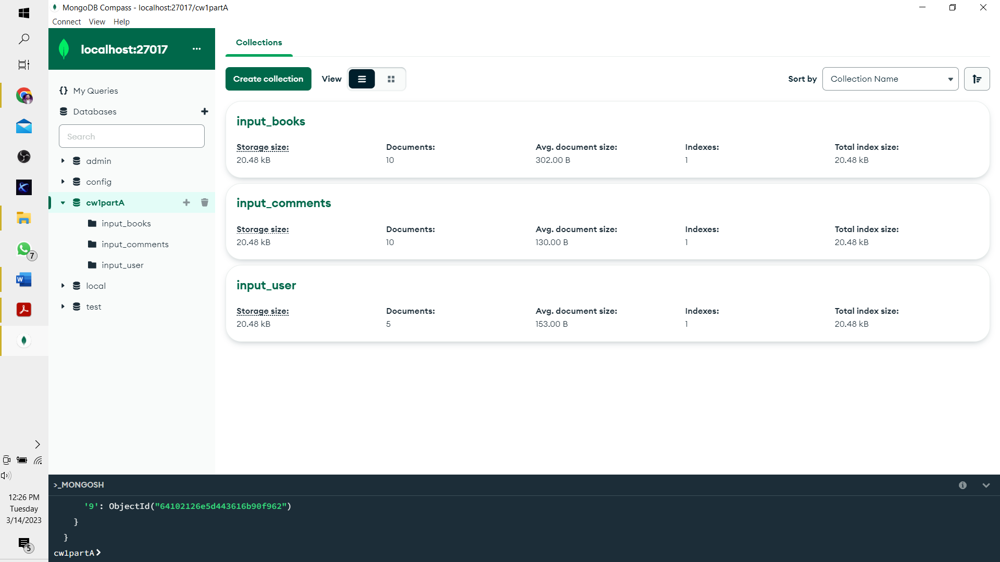 MongoDB Compass - localhost:27017/cw1partA
Connect View Help
localhost:27017
My Queries
Databases
Search
admin
config
cw1partA
input_books
input_comments
input_user
local
test
Collections
Create collection
View
Sort by
Collection Name
input_books
Storage size: Documents: Avg. document size: Indexes: Total index size:
20.48 kB 10 302.00 B 1 20.48 kB
input_comments
Storage size: Documents: Avg. document size: Indexes: Total index size:
20.48 kB 10 130.00 B 1 20.48 kB
input_user
Storage size: Documents: Avg. document size: Indexes: Total index size:
20.48 kB 5 153.00 B 1 20.48 kB
>_MONGOSH
'9': ObjectId("64102126e5d443616b90f962")
}
}
cw1partA>
7
12:26 PM
Tuesday
3/14/2023
5